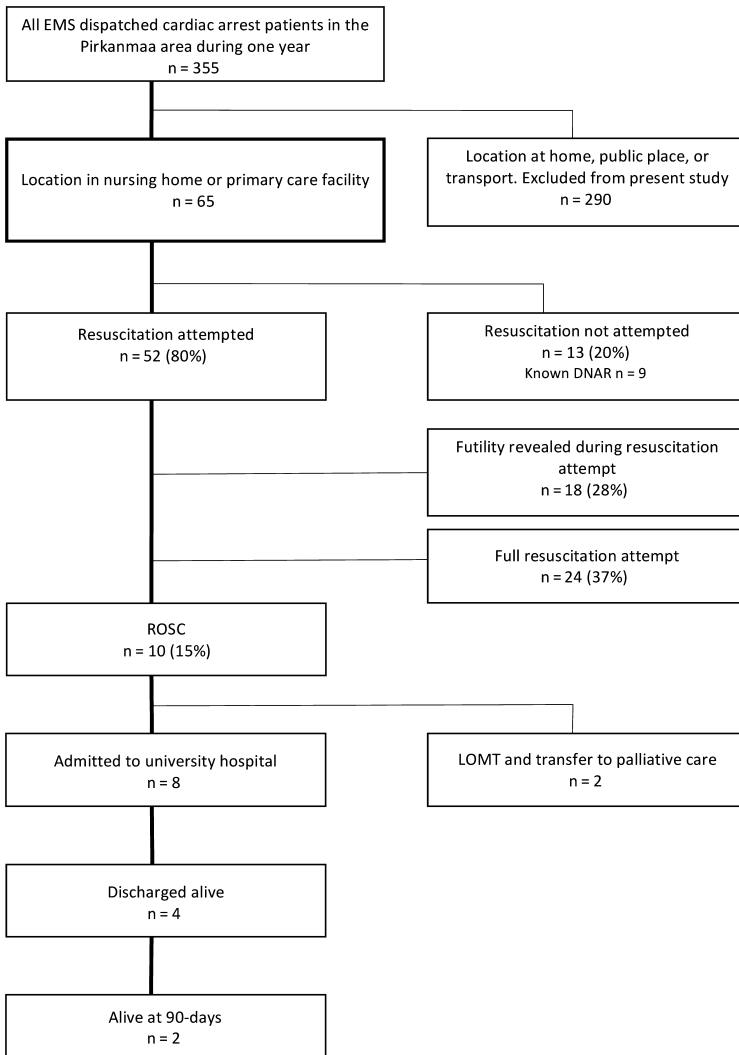 All EMS dispatched cardiac arrest patients in the
Pirkanmaa area during one year
n = 355
Location in nursing home or primary care facility
n = 65
Location at home, public place, or
transport. Excluded from present study
n = 290
Resuscitation attempted
n = 52 (80%)
Resuscitation not attempted
n = 13 (20%)
Known DNAR n = 9
Futility revealed during resuscitation
attempt
n = 18 (28%)
Full resuscitation attempt
n = 24 (37%)
ROSC
n = 10 (15%)
Admitted to university hospital
n = 8
LOMT and transfer to palliative care
n = 2
Discharged alive
n = 4
Alive at 90-days
n = 2